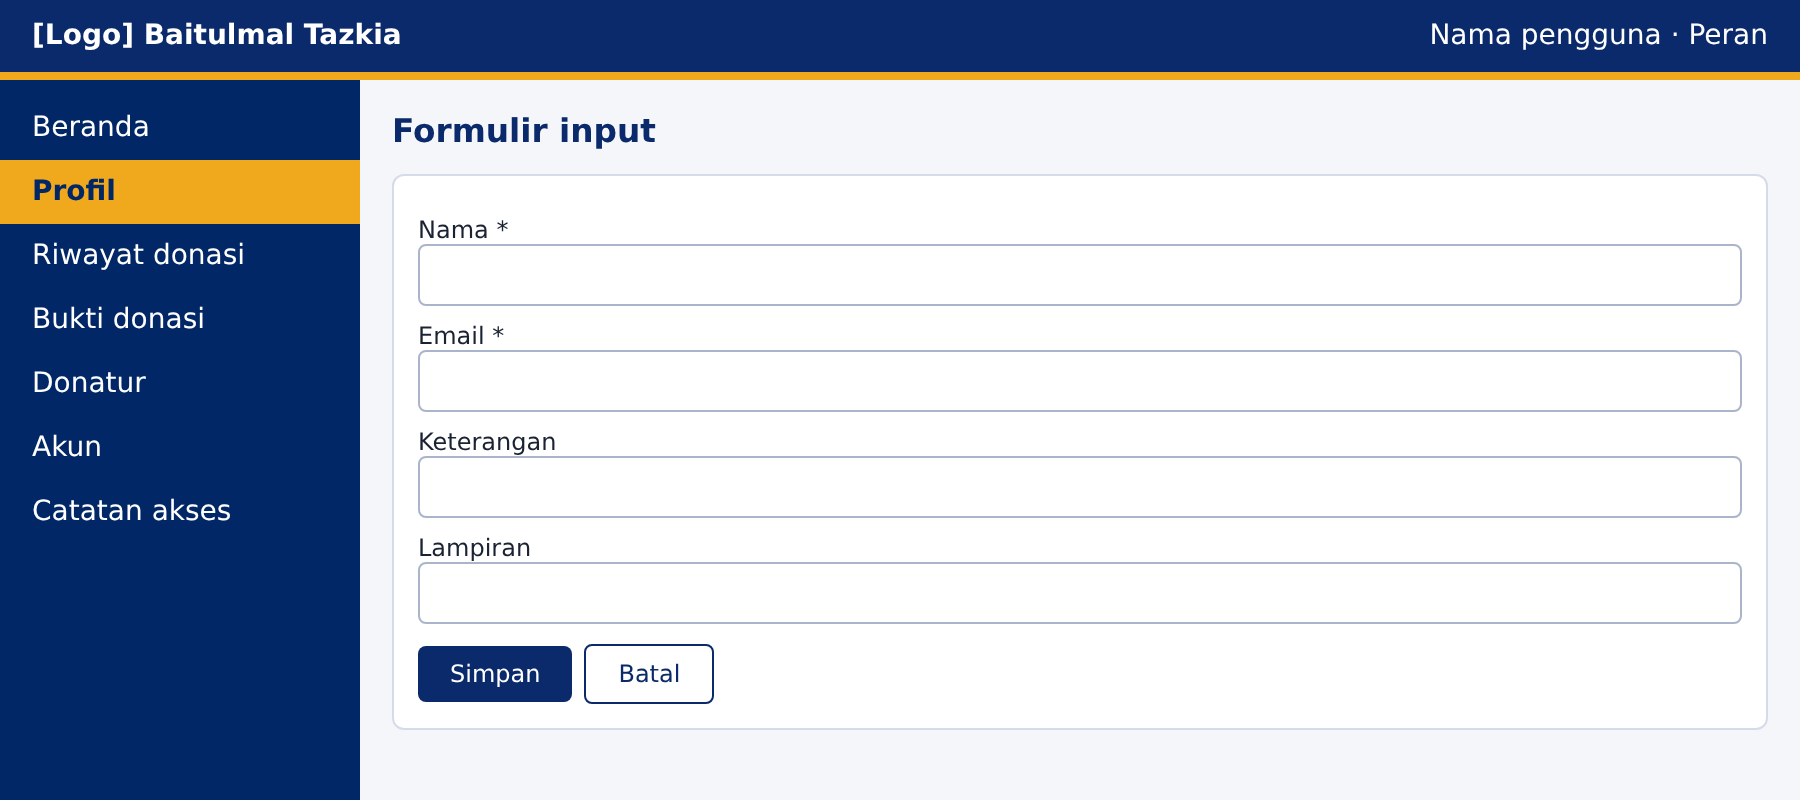 [Logo] Baitulmal Tazkia
Nama pengguna · Peran
Beranda
Profil
Riwayat donasi
Bukti donasi
Donatur
Akun
Catatan akses
Formulir input
Nama *
Email *
Keterangan
Lampiran
Simpan
Batal